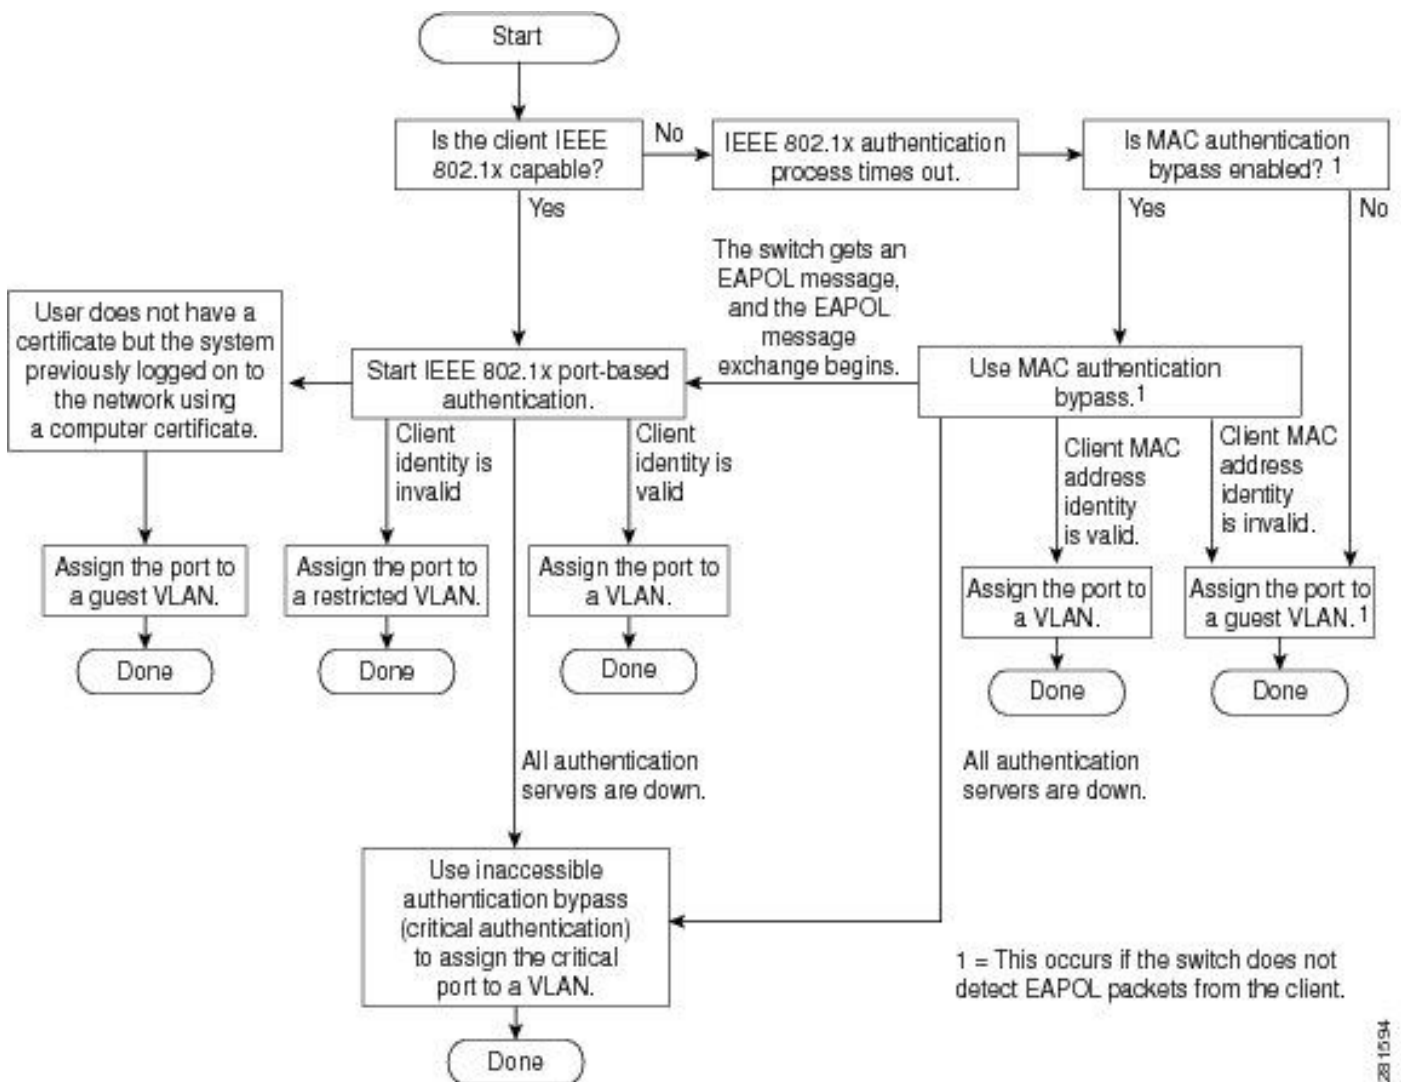 Start
Is the client IEEE
802.1x capable?
No
IEEE 802.1x authentication
process times out.
Is MAC authentication
bypass enabled? 1
Yes
Yes
No
The switch gets an
EAPOL message,
and the EAPOL
message
exchange begins.
User does not have a
certificate but the system
previously logged on to
the network using
a computer certificate.
Start IEEE 802.1x port-based
authentication.
Use MAC authentication
bypass.1
Client
identity is
invalid
Client
identity is
valid
Client MAC
address
identity
is valid.
Client MAC
address
identity
is invalid.
Assign the port to
a guest VLAN.
Assign the port to
a restricted VLAN.
Assign the port to
a VLAN.
Assign the port to
a VLAN.
Assign the port to
a guest VLAN.1
Done
Done
Done
Done
Done
All authentication
servers are down.
All authentication
servers are down.
Use inaccessible
authentication bypass
(critical authentication)
to assign the critical
port to a VLAN.
Done
1 = This occurs if the switch does not
detect EAPOL packets from the client.
281594